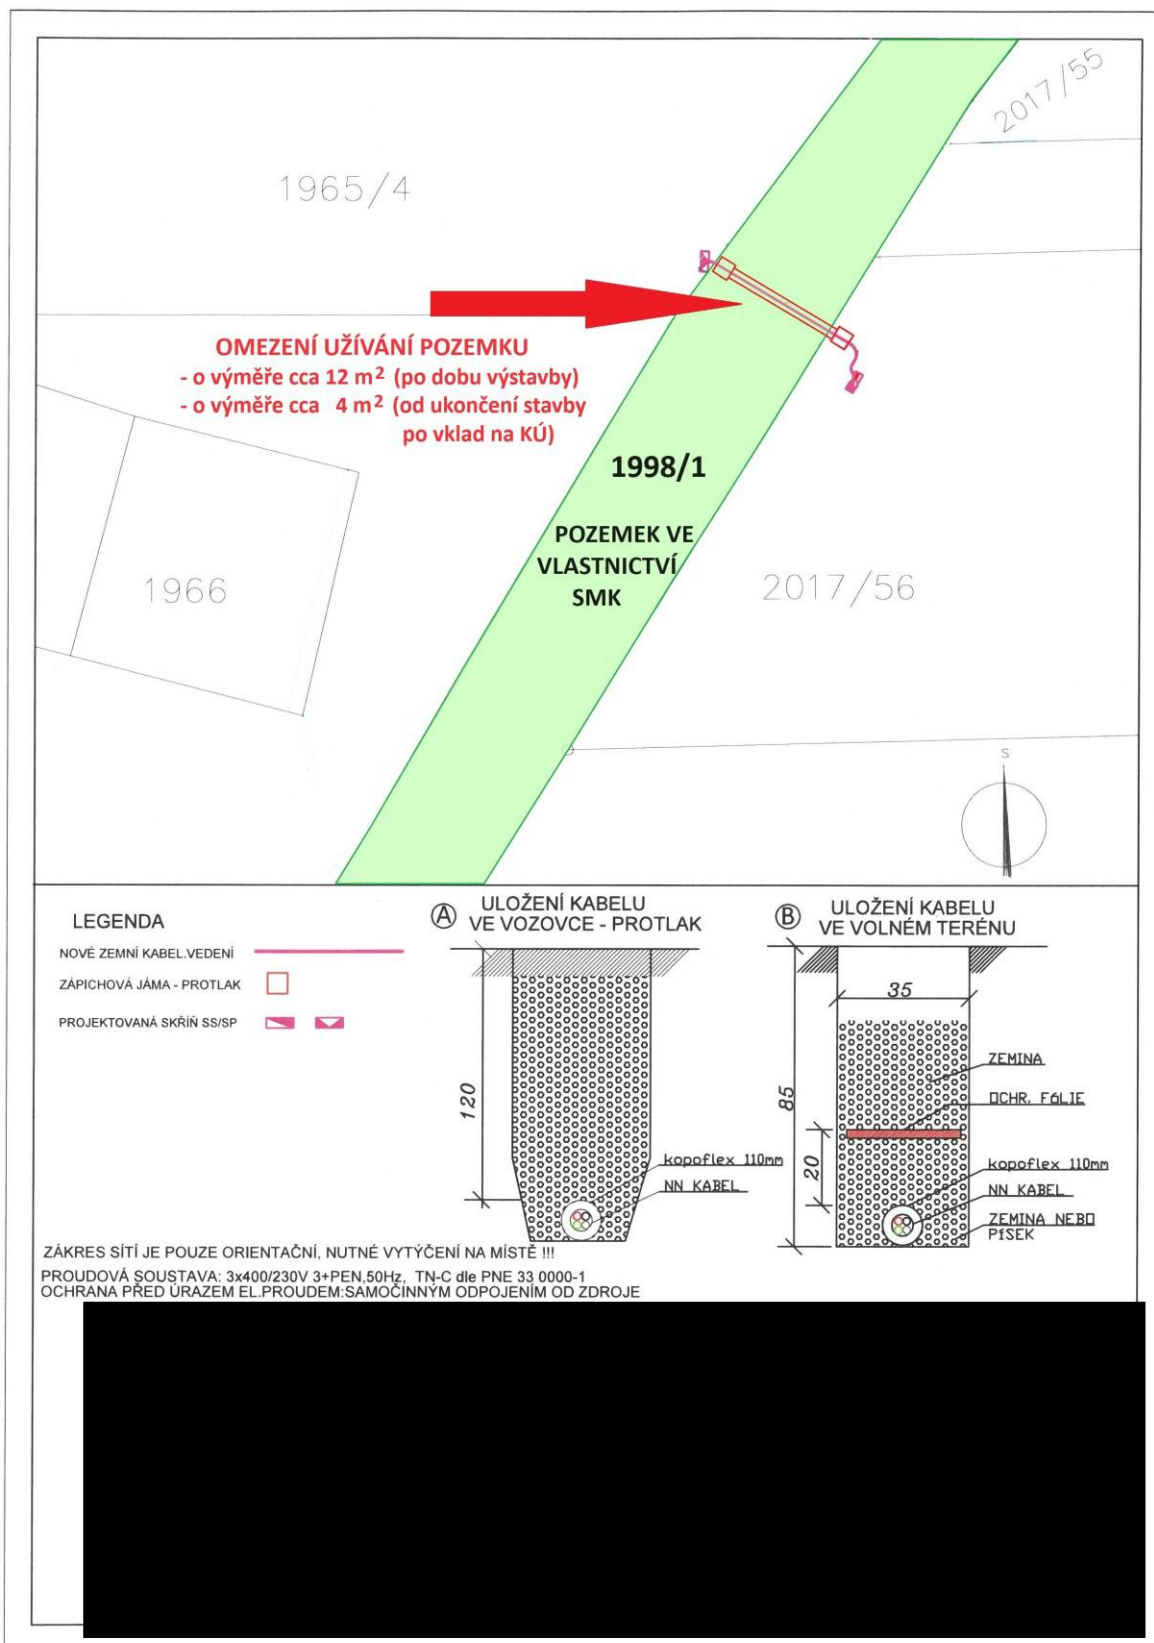 2017/55
1965/4
OMEZENÍ UŽÍVÁNÍ POZEMKU
- o výměře cca 12 m² (po dobu výstavby)
- o výměře cca 4 m² (od ukončení stavby
po vklad na KÚ)
1998/1
POZEMEK VE
VLASTNICTVÍ
SMK
1966
2017/56
S
LEGENDA
NOVÉ ZEMNÍ KABEL.VEDENÍ
ZÁPICHOVÁ JÁMA - PROTLAK
PROJEKTOVANÁ SKŘÍŇ SS/SP
A ULOŽENÍ KABELU
VE VOZOVCE - PROTLAK
120
kopoflex 110mm
NN KABEL
B ULOŽENÍ KABELU
VE VOLNÉM TERÉNU
35
85
20
ZEMINA
OCHR. FóLIE
kopoflex 110mm
NN KABEL
ZEMINA NEBO
PíSEK
ZÁKRES SÍTÍ JE POUZE ORIENTAČNÍ, NUTNÉ VYTÝČENÍ NA MÍSTĚ !!!
PROUDOVÁ SOUSTAVA: 3x400/230V 3+PEN,50Hz, TN-C dle PNE 33 0000-1
OCHRANA PŘED ÚRAZEM EL.PROUDEM:SAMOČINNÝM ODPOJENÍM OD ZDROJE